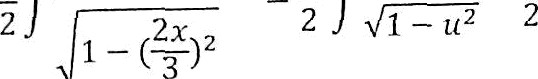 2 ∫ √1 − (2x/3)² − 2 ∫ √1 − u² 2